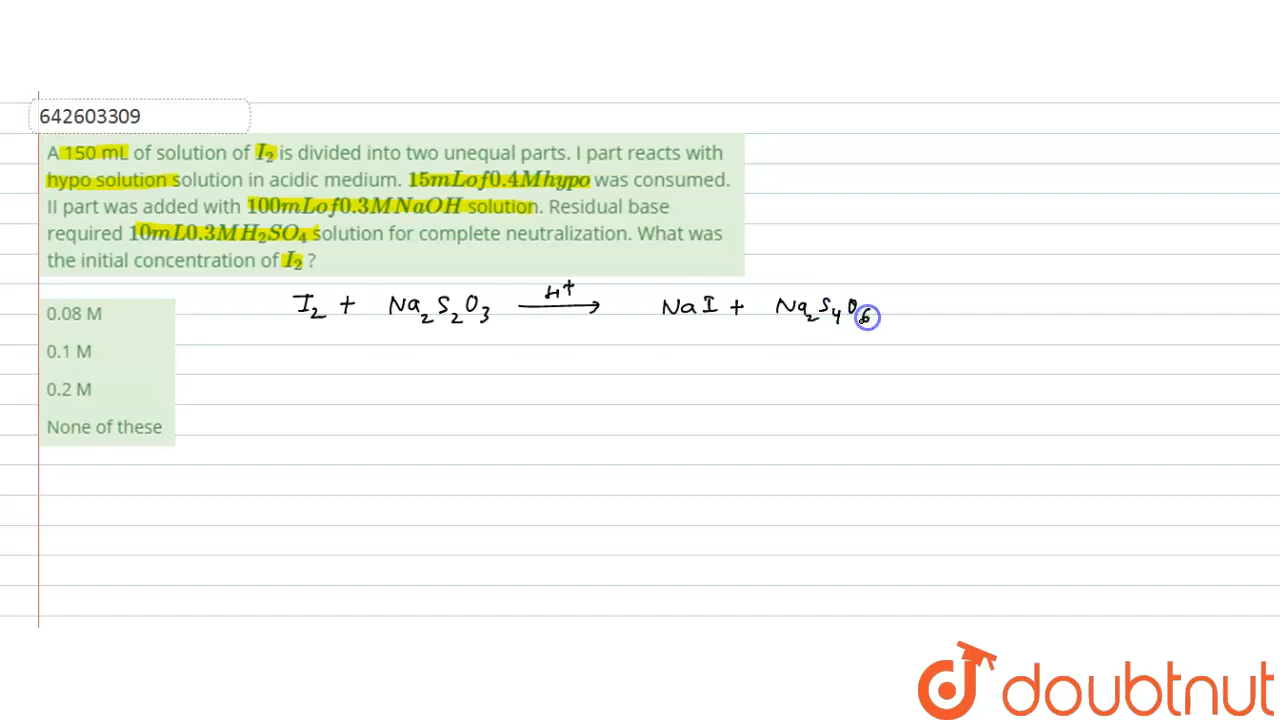 642603309
A 150 mL of solution of I₂ is divided into two unequal parts. I part reacts with
hypo solution solution in acidic medium. 15mLof0.4Mhypo was consumed.
II part was added with 100mLof0.3MNaOH solution. Residual base
required 10mL0.3MH₂SO₄ solution for complete neutralization. What was
the initial concentration of I₂ ?
0.08 M
0.1 M
0.2 M
None of these
I₂ + Na₂S₂O₃ —H⁺→ NaI + Na₂S₄O₆
doubtnut